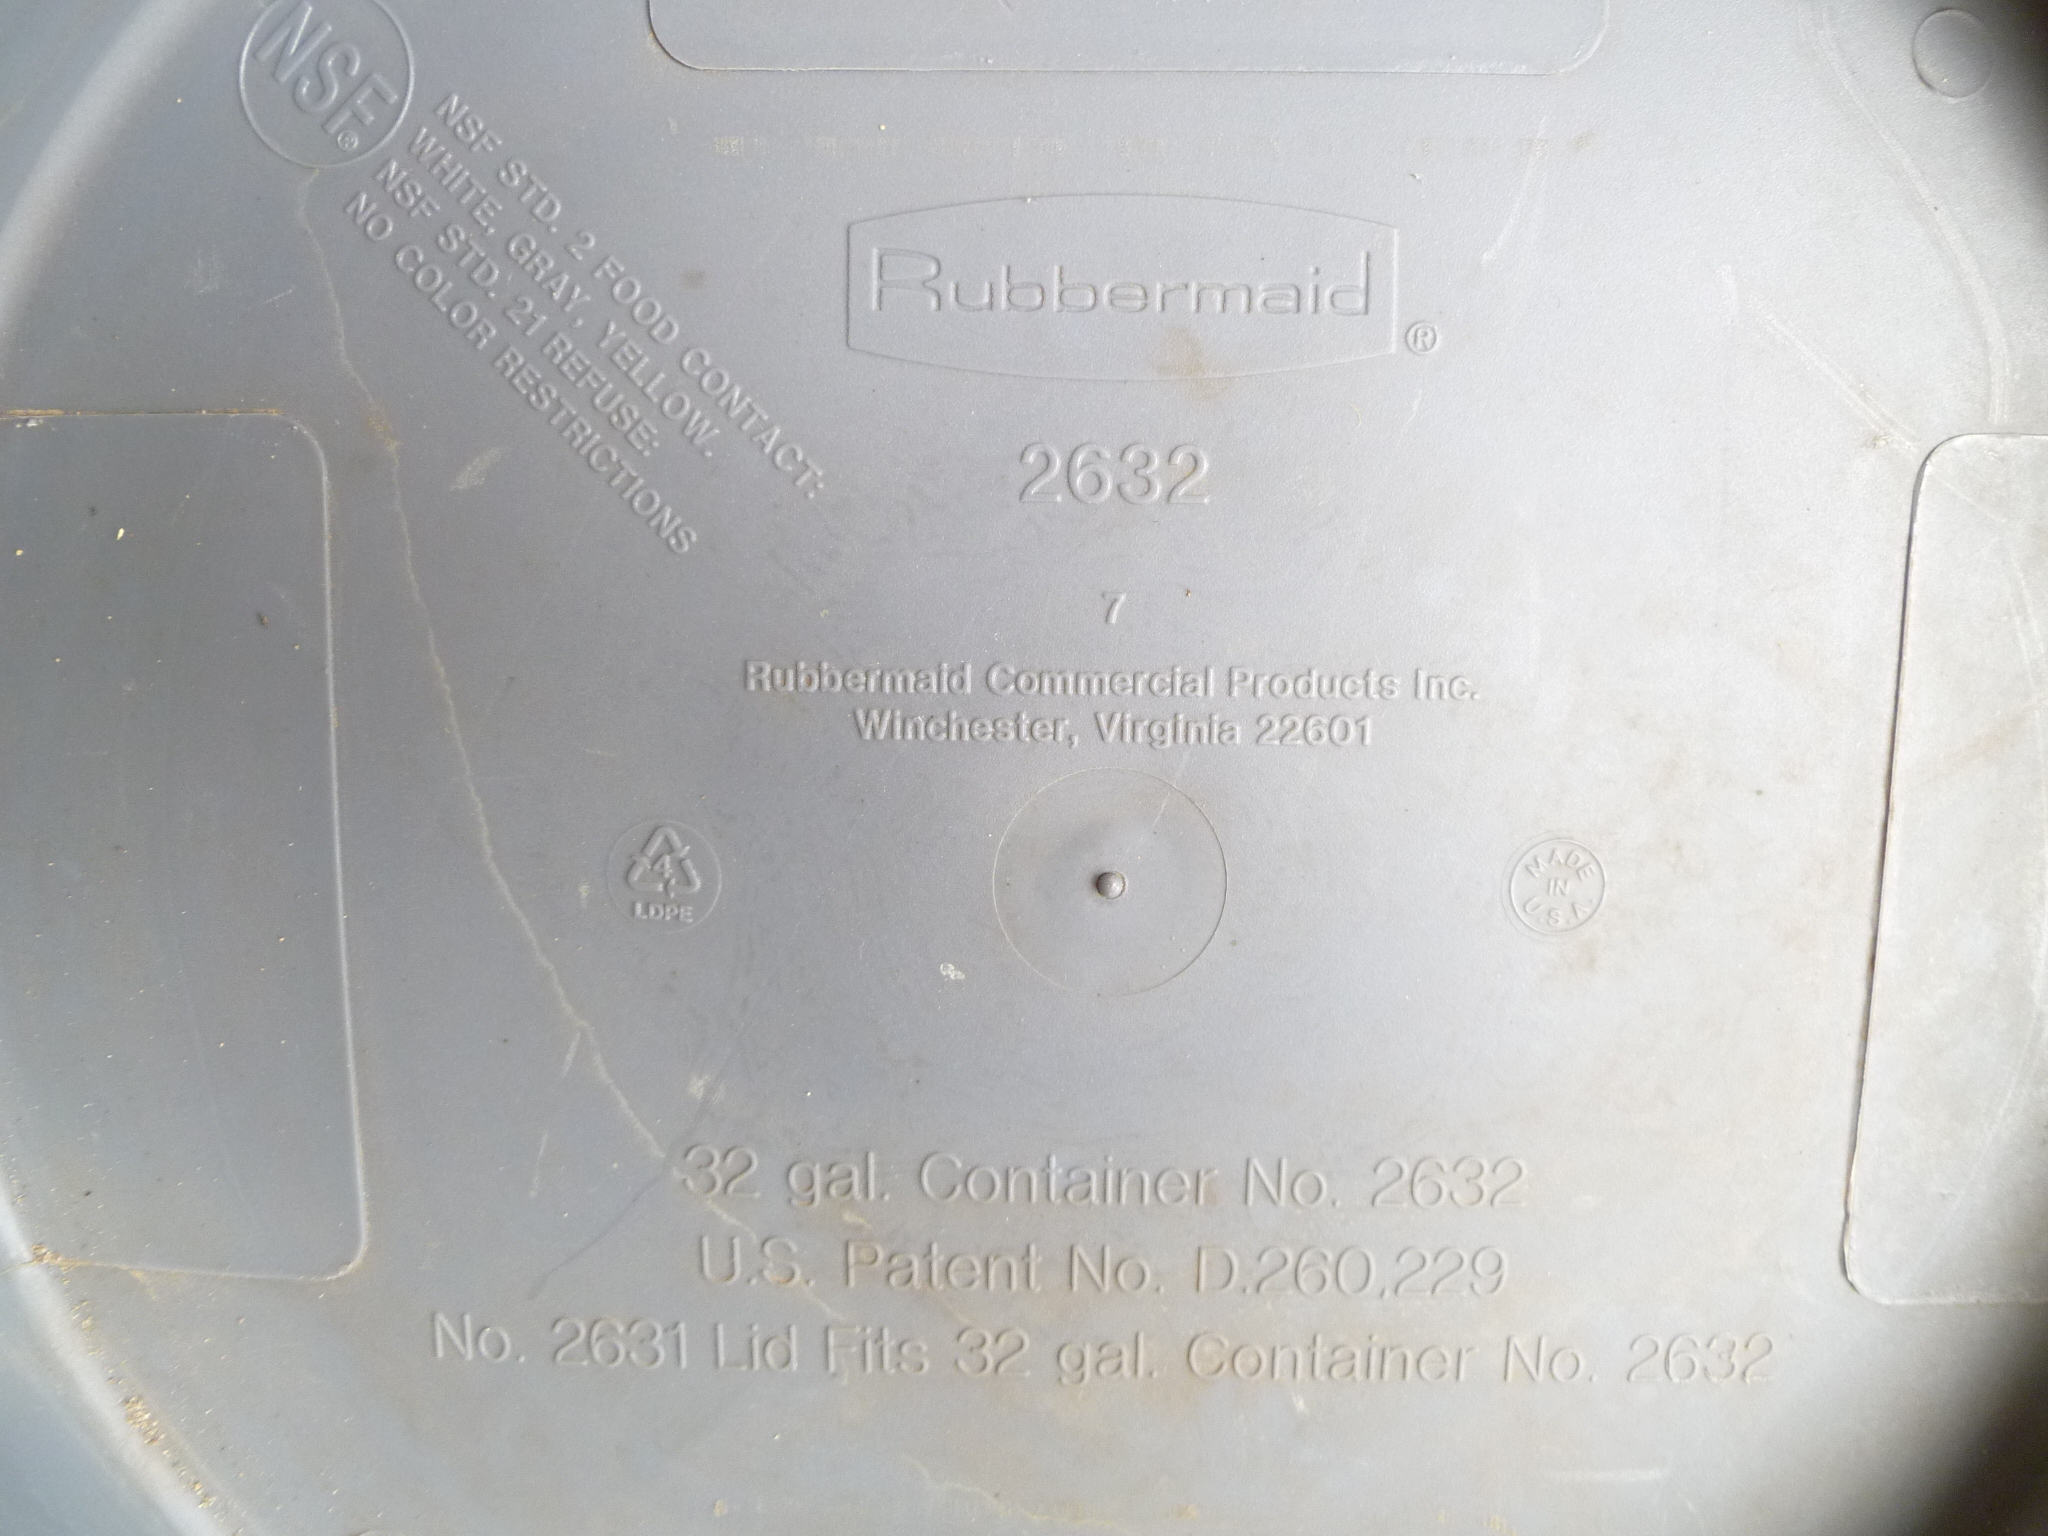 NSF®
NSF STD. 2 FOOD CONTACT:
WHITE, GRAY, YELLOW.
NSF STD. 21 REFUSE:
NO COLOR RESTRICTIONS
Rubbermaid®
2632
7
Rubbermaid Commercial Products Inc.
Winchester, Virginia 22601
4
LDPE
MADE
IN
U.S.A.
32 gal. Container No. 2632
U.S. Patent No. D.260,229
No. 2631 Lid Fits 32 gal. Container No. 2632